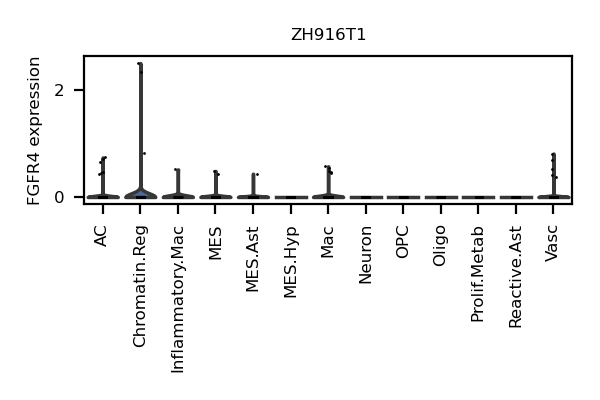 ZH916T1
FGFR4 expression
2
0
AC
Chromatin.Reg
Inflammatory.Mac
MES
MES.Ast
MES.Hyp
Mac
Neuron
OPC
Oligo
Prolif.Metab
Reactive.Ast
Vasc